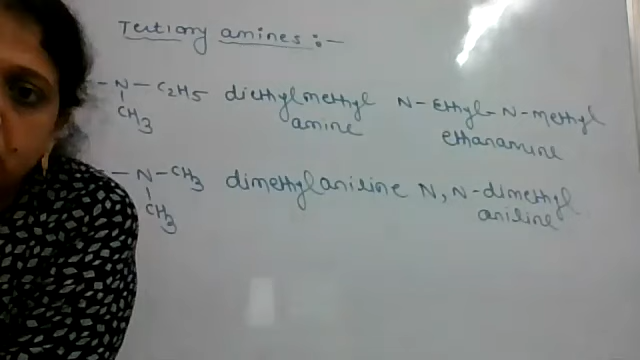 Tertiary amines :-
-N-C2H5 diethylmethyl N-Ethyl-N-methyl
CH3 amine ethanamine
-N-CH3 dimethylaniline N,N-dimethyl
CH3 aniline